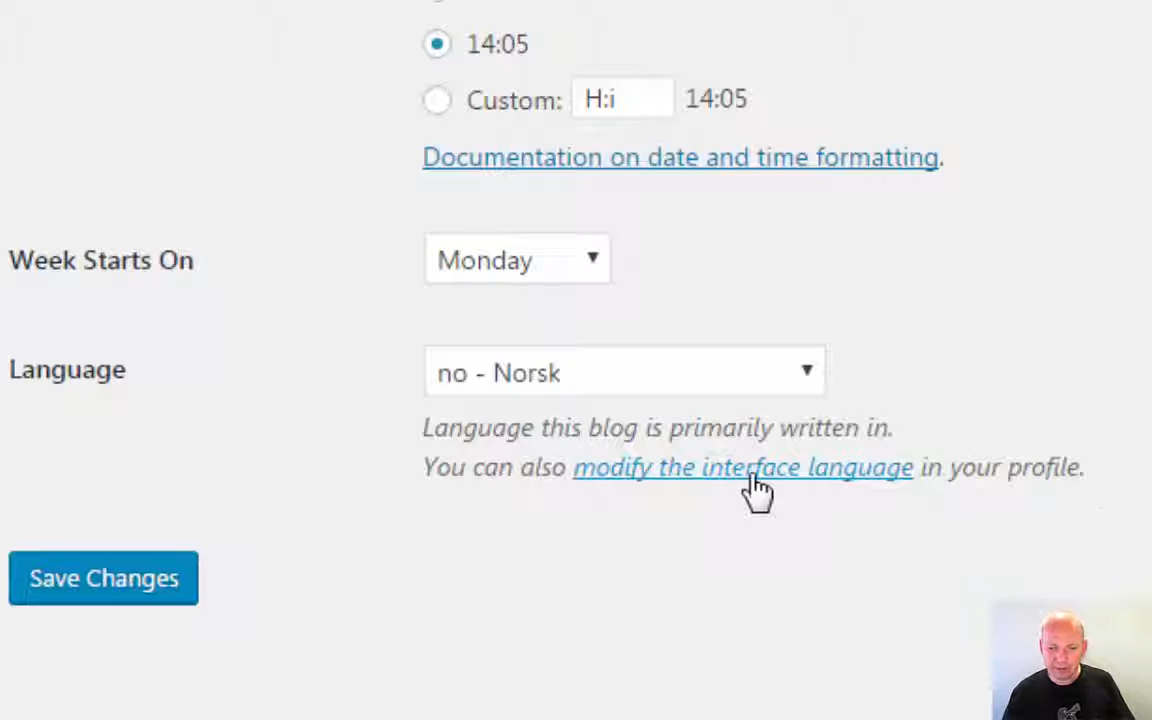 14:05
Custom: H:i 14:05
Documentation on date and time formatting.
Week Starts On Monday
Language no - Norsk
Language this blog is primarily written in.
You can also modify the interface language in your profile.
Save Changes